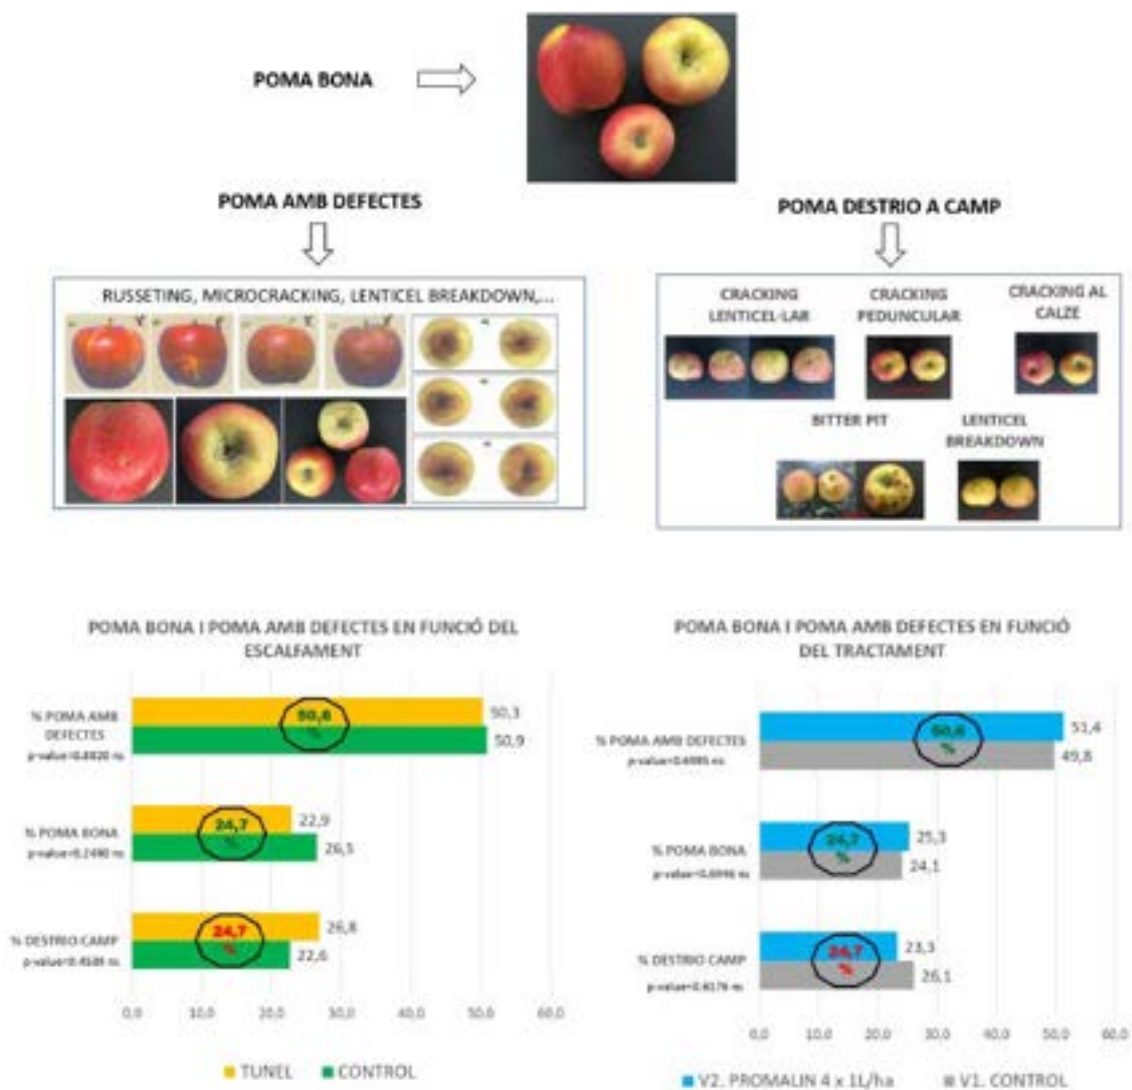 POMA BONA
POMA AMB DEFECTES
POMA DESTRIO A CAMP
RUSSETING, MICROCRACKING, LENTICEL BREAKDOWN,...
CRACKING
LENTICEL·LAR
CRACKING
PEDUNCULAR
CRACKING AL
CALZE
BITTER PIT
LENTICEL
BREAKDOWN
POMA BONA I POMA AMB DEFECTES EN FUNCIÓ DEL
ESCALFAMENT
% POMA AMB
DEFECTES
50,6
%
50,3
50,9
% POMA BONA
24,7
%
22,9
26,5
% DESTRIO CAMP
24,7
%
26,8
22,6
0,0 10,0 20,0 30,0 40,0 50,0 60,0
TUNEL CONTROL
POMA BONA I POMA AMB DEFECTES EN FUNCIÓ
DEL TRACTAMENT
% POMA AMB DEFECTES
50,6
%
51,4
49,8
% POMA BONA
24,7
%
25,3
24,1
% DESTRIO CAMP
24,7
%
23,3
26,1
0,0 10,0 20,0 30,0 40,0 50,0 60,0
V2. PROMALIN 4 x 1L/ha V1. CONTROL